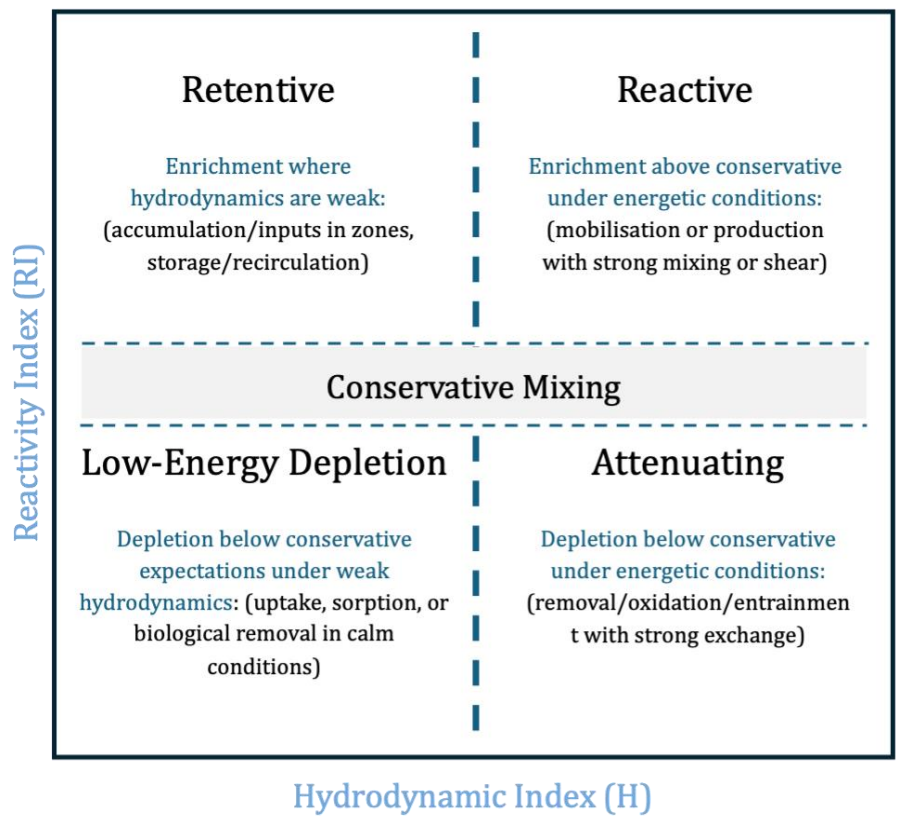 Retentive
Enrichment where
hydrodynamics are weak:
(accumulation/inputs in zones,
storage/recirculation)
Reactive
Enrichment above conservative
under energetic conditions:
(mobilisation or production
with strong mixing or shear)
Reactivity Index (RI)
Conservative Mixing
Low-Energy Depletion
Depletion below conservative
expectations under weak
hydrodynamics: (uptake, sorption, or
biological removal in calm
conditions)
Attenuating
Depletion below conservative
under energetic conditions:
(removal/oxidation/entrainmen
t with strong exchange)
Hydrodynamic Index (H)